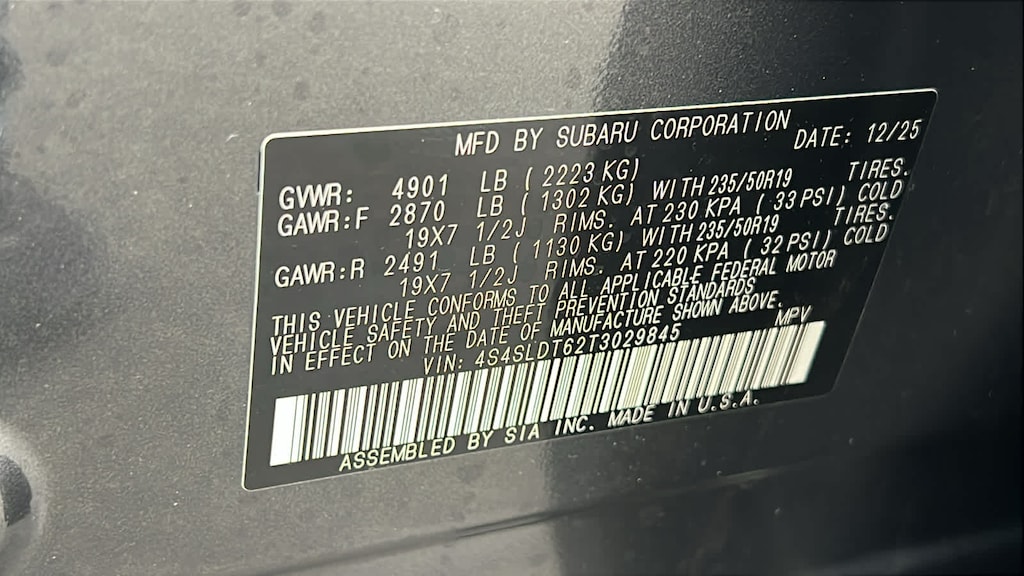 MFD BY SUBARU CORPORATION DATE: 12/25
GVWR: 4901 LB ( 2223 KG)
GAWR:F 2870 LB ( 1302 KG) WITH 235/50R19 TIRES.
19X7 1/2J RIMS. AT 230 KPA ( 33 PSI) COLD
GAWR:R 2491 LB ( 1130 KG) WITH 235/50R19 TIRES.
19X7 1/2J RIMS. AT 220 KPA ( 32 PSI) COLD
THIS VEHICLE CONFORMS TO ALL APPLICABLE FEDERAL MOTOR
VEHICLE SAFETY AND THEFT PREVENTION STANDARDS
IN EFFECT ON THE DATE OF MANUFACTURE SHOWN ABOVE.
VIN: 4S4SLDT62T3029845 MPV
ASSEMBLED BY SIA INC. MADE IN U.S.A.